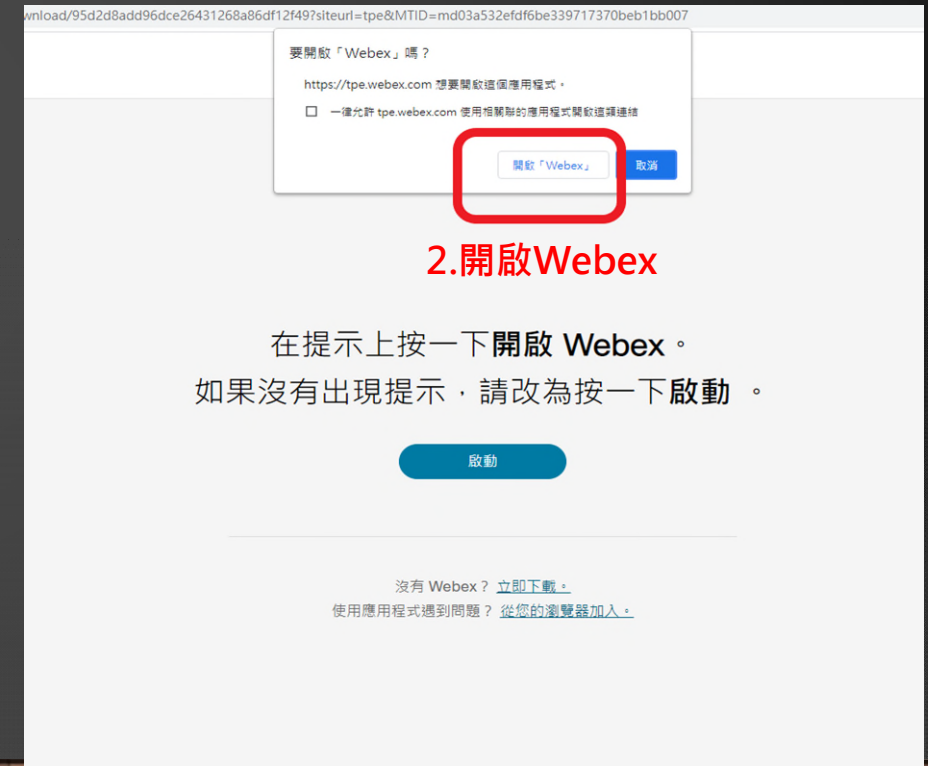 wnload/95d2d8add96dce26431268a86df12f49?siteurl=tpe&MTID=md03a532efdf6be339717370beb1bb007
要開啟「Webex」嗎？
https://tpe.webex.com 想要開啟這個應用程式。
一律允許 tpe.webex.com 使用相關聯的應用程式開啟這類連結
開啟「Webex」 取消
2.開啟Webex
在提示上按一下開啟 Webex。
如果沒有出現提示，請改為按一下啟動 。
啟動
沒有 Webex？ 立即下載。
使用應用程式遇到問題？ 從您的瀏覽器加入。